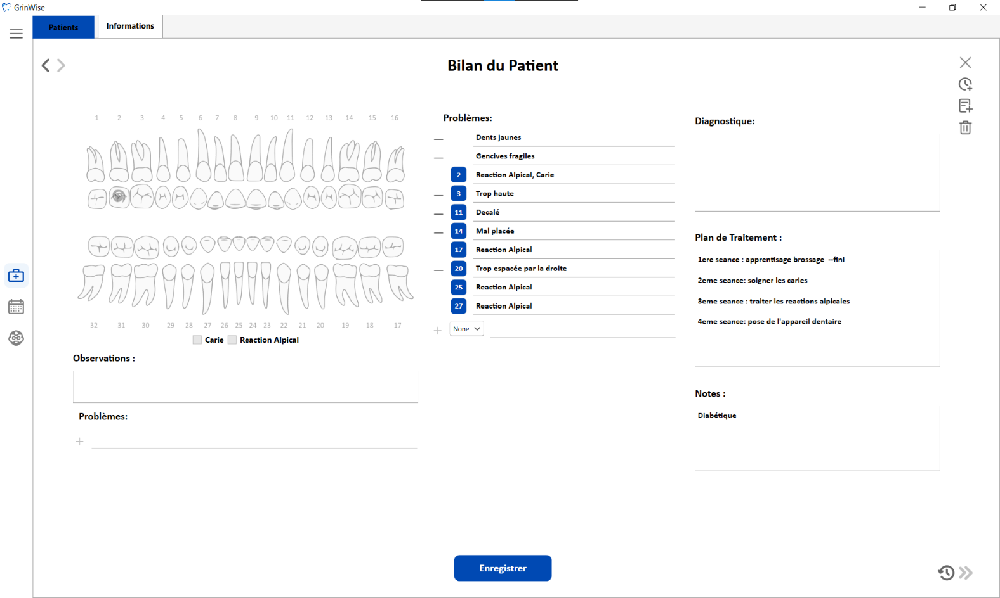 GrinWise
Patients
Informations
Bilan du Patient
1 2 3 4 5 6 7 8 9 10 11 12 13 14 15 16
32 31 30 29 28 27 26 25 24 23 22 21 20 19 18 17
Carie Reaction Alpical
Observations :
Problèmes:
Problèmes:
Dents jaunes
Gencives fragiles
2 Reaction Alpical, Carie
3 Trop haute
11 Decalé
14 Mal placée
17 Reaction Alpical
20 Trop espacée par la droite
25 Reaction Alpical
27 Reaction Alpical
None
Diagnostique:
Plan de Traitement :
1ere seance : apprentisage brossage --fini
2eme seance: soigner les caries
3eme seance : traiter les reactions alpicales
4eme seance: pose de l'appareil dentaire
Notes :
Diabétique
Enregistrer